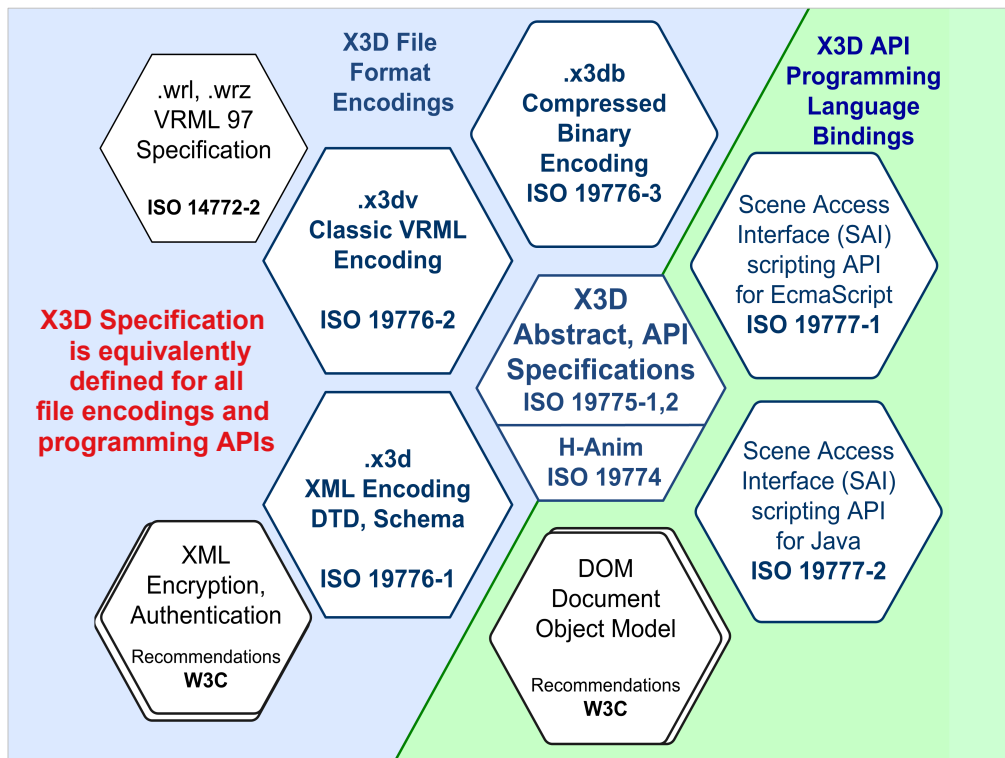 X3D File
Format
Encodings
X3D API
Programming
Language
Bindings
.wrl, .wrz
VRML 97
Specification
ISO 14772-2
.x3db
Compressed
Binary
Encoding
ISO 19776-3
.x3dv
Classic VRML
Encoding
ISO 19776-2
Scene Access
Interface (SAI)
scripting API
for EcmaScript
ISO 19777-1
X3D Specification
is equivalently
defined for all
file encodings and
programming APIs
X3D
Abstract, API
Specifications
ISO 19775-1,2
H-Anim
ISO 19774
.x3d
XML Encoding
DTD, Schema
ISO 19776-1
Scene Access
Interface (SAI)
scripting API
for Java
ISO 19777-2
XML
Encryption,
Authentication
Recommendations
W3C
DOM
Document
Object Model
Recommendations
W3C